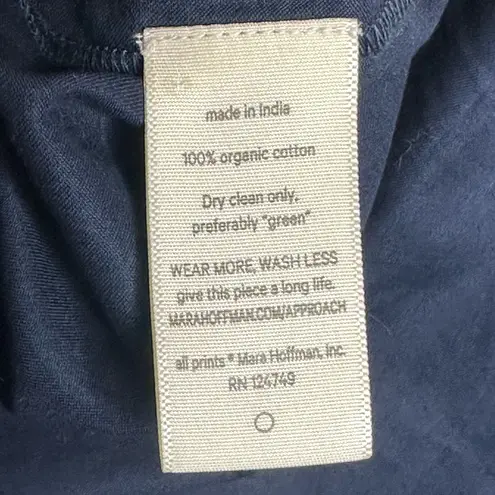 made in India
100% organic cotton
Dry clean only,
preferably "green"
WEAR MORE, WASH LESS
give this piece a long life.
MARAHOFFMAN.COM/APPROACH
all prints ® Mara Hoffman, Inc.
RN 124749